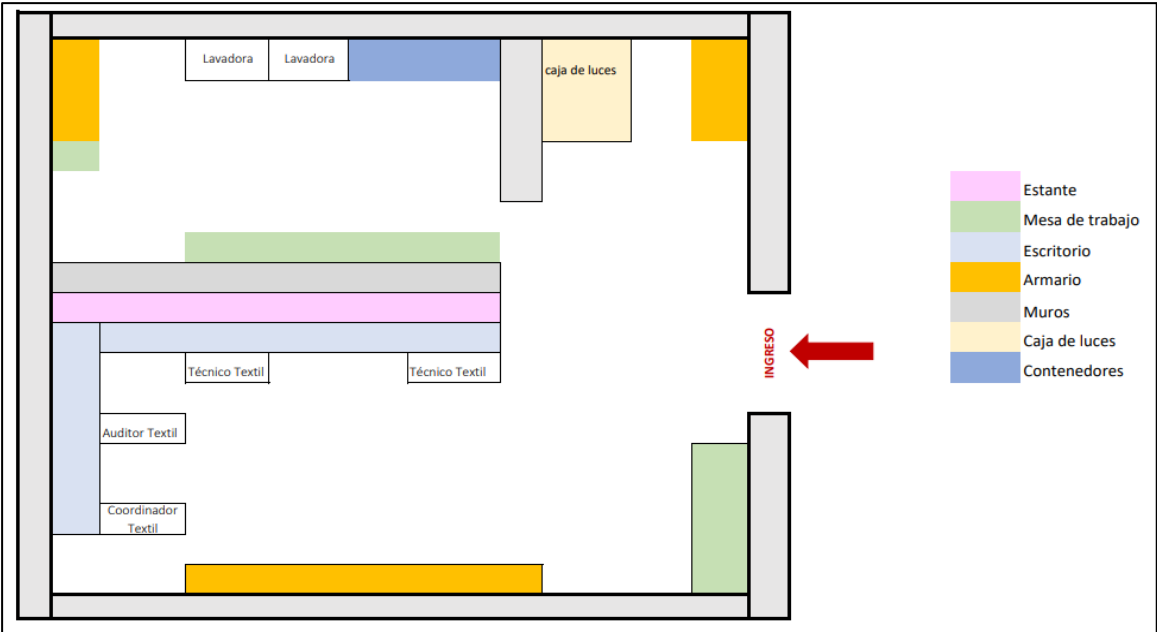 Lavadora
Lavadora
caja de luces
Técnico Textil
Técnico Textil
Auditor Textil
Coordinador
Textil
INGRESO
Estante
Mesa de trabajo
Escritorio
Armario
Muros
Caja de luces
Contenedores